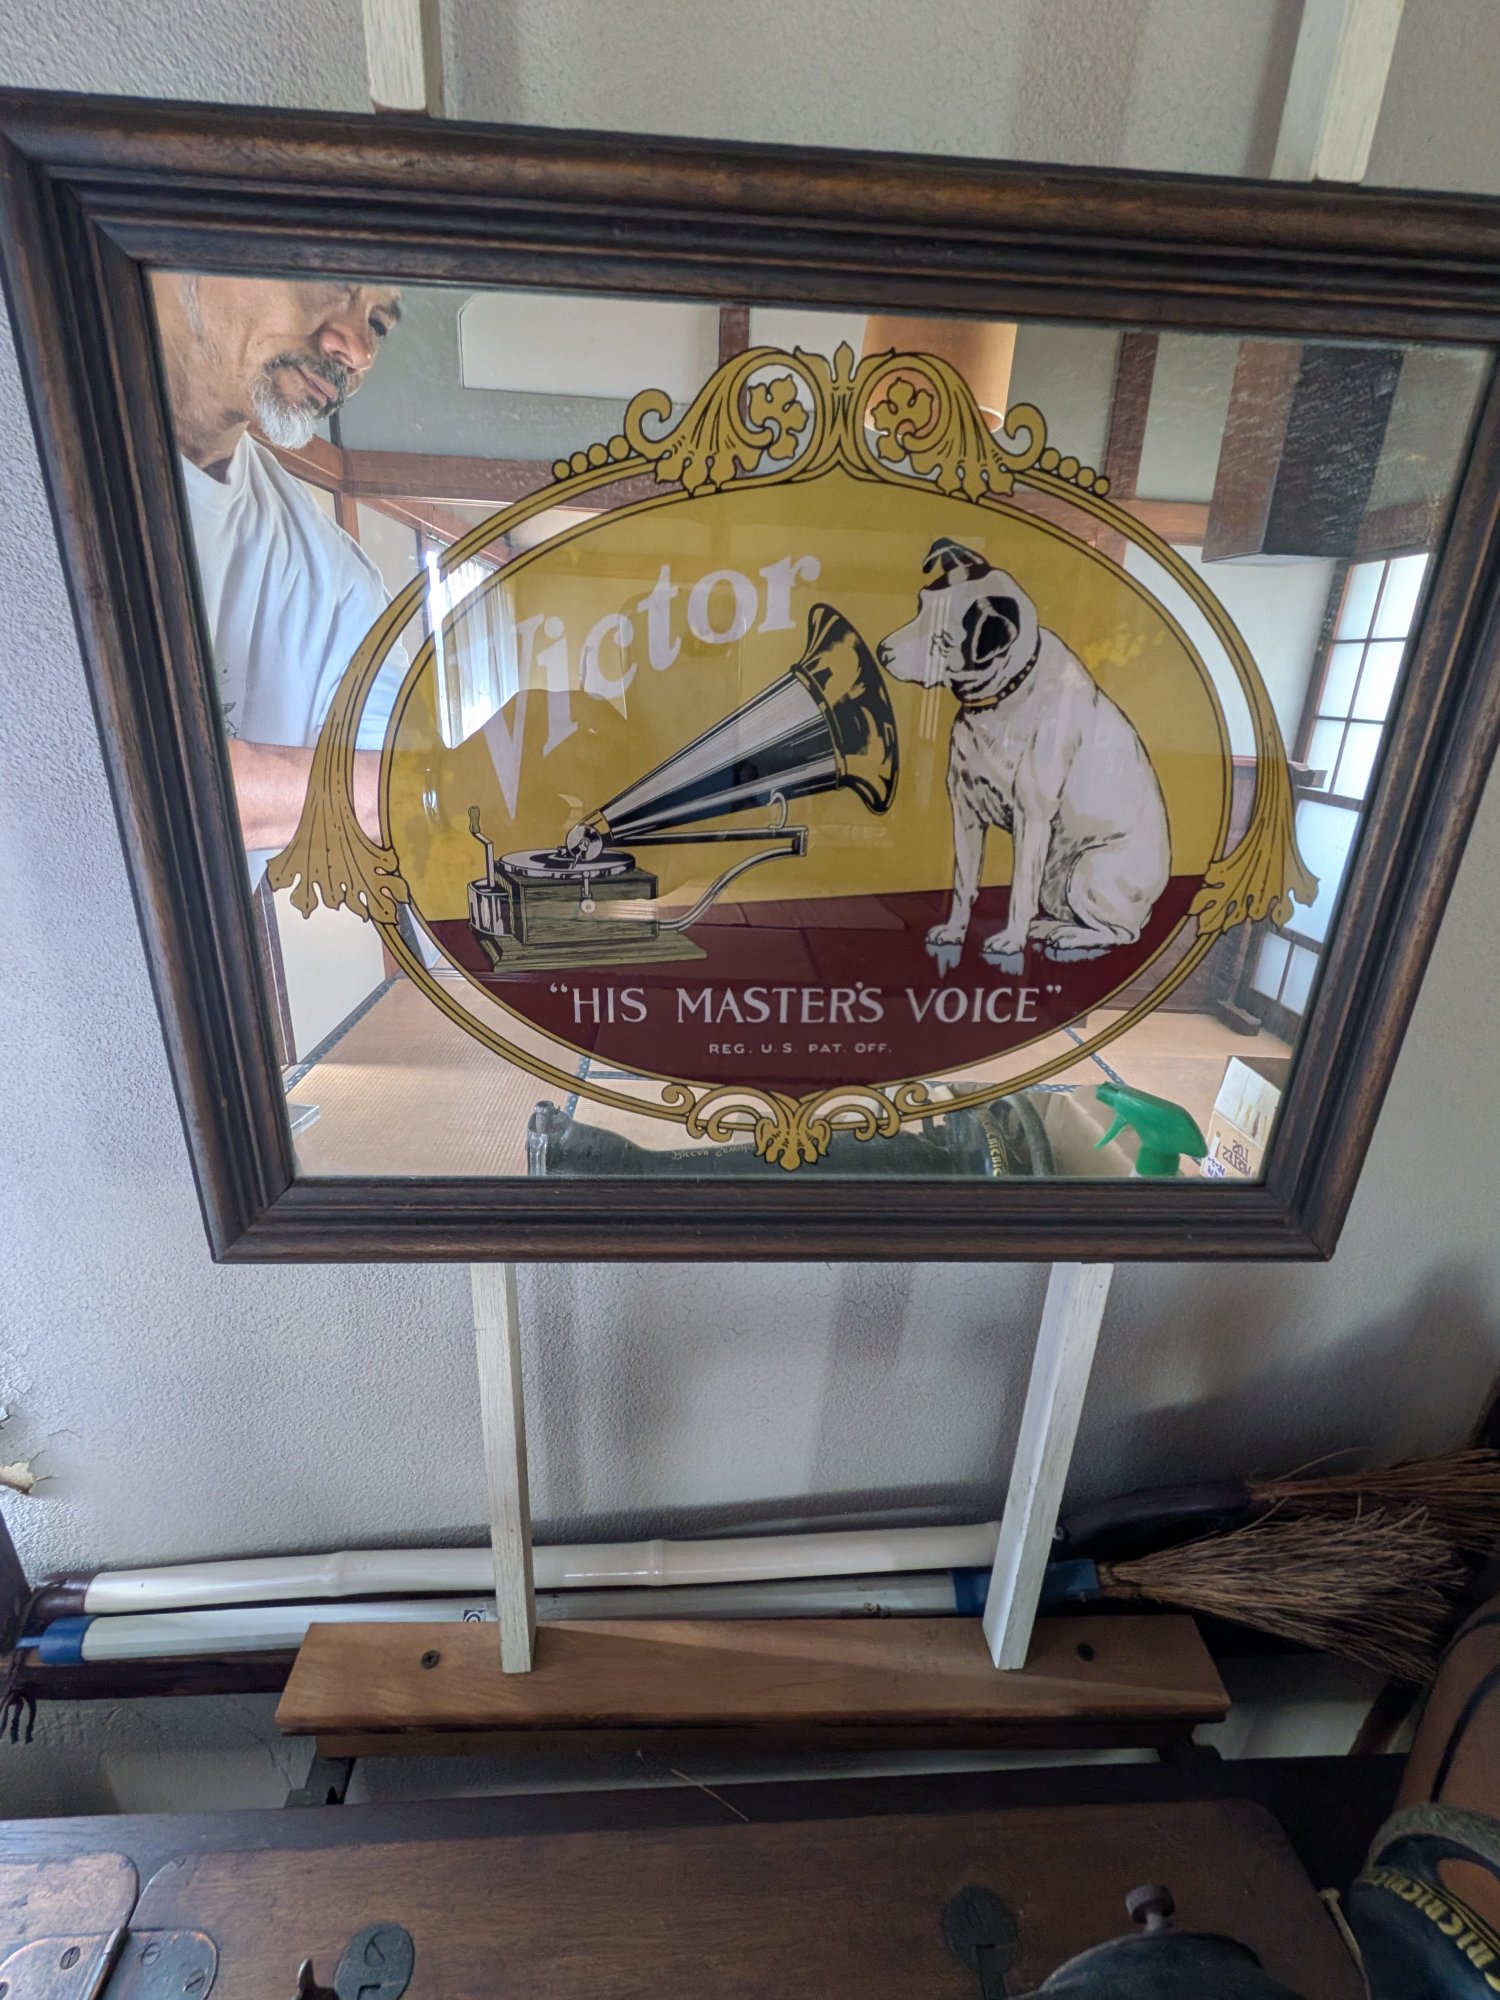 Victor
“HIS MASTER'S VOICE”
REG. U.S. PAT. OFF.